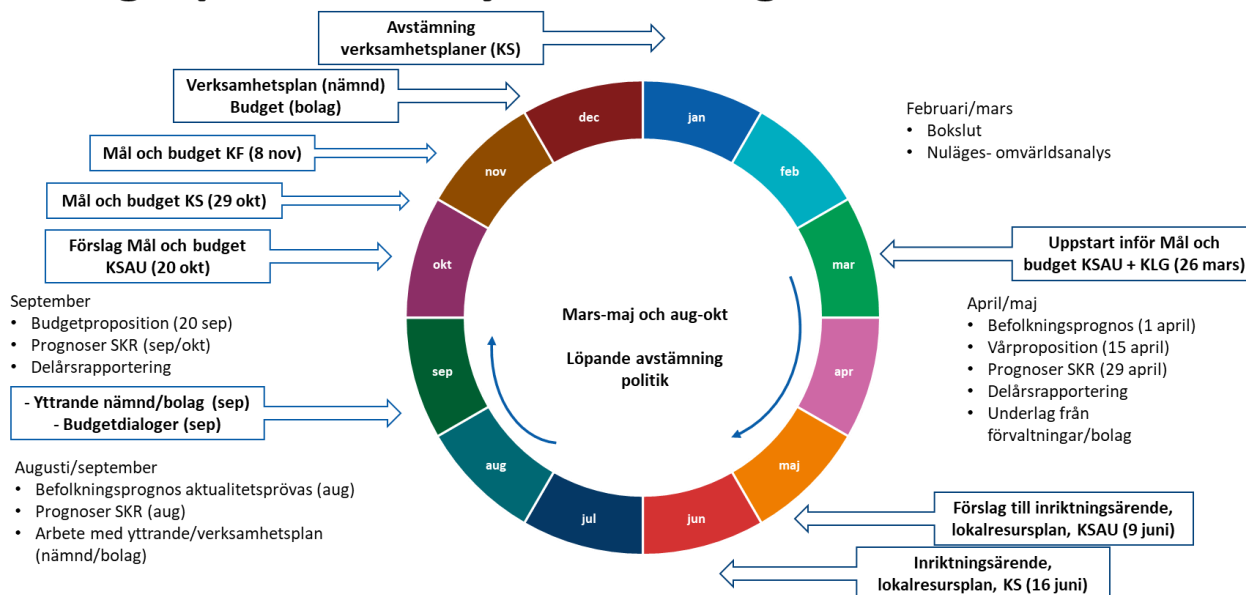 Avstämning
verksamhetsplaner (KS)
Verksamhetsplan (nämnd)
Budget (bolag)
Mål och budget KF (8 nov)
Mål och budget KS (29 okt)
Förslag Mål och budget
KSAU (20 okt)
September
• Budgetproposition (20 sep)
• Prognoser SKR (sep/okt)
• Delårsrapportering
- Yttrande nämnd/bolag (sep)
- Budgetdialoger (sep)
Augusti/september
• Befolkningsprognos aktualitetsprövas (aug)
• Prognoser SKR (aug)
• Arbete med yttrande/verksamhetsplan
(nämnd/bolag)
jan
feb
mar
apr
maj
jun
jul
aug
sep
okt
nov
dec
Mars-maj och aug-okt
Löpande avstämning
politik
Februari/mars
• Bokslut
• Nuläges- omvärldsanalys
Uppstart inför Mål och
budget KSAU + KLG (26 mars)
April/maj
• Befolkningsprognos (1 april)
• Vårproposition (15 april)
• Prognoser SKR (29 april)
• Delårsrapportering
• Underlag från
förvaltningar/bolag
Förslag till inriktningsärende,
lokalresursplan, KSAU (9 juni)
Inriktningsärende,
lokalresursplan, KS (16 juni)